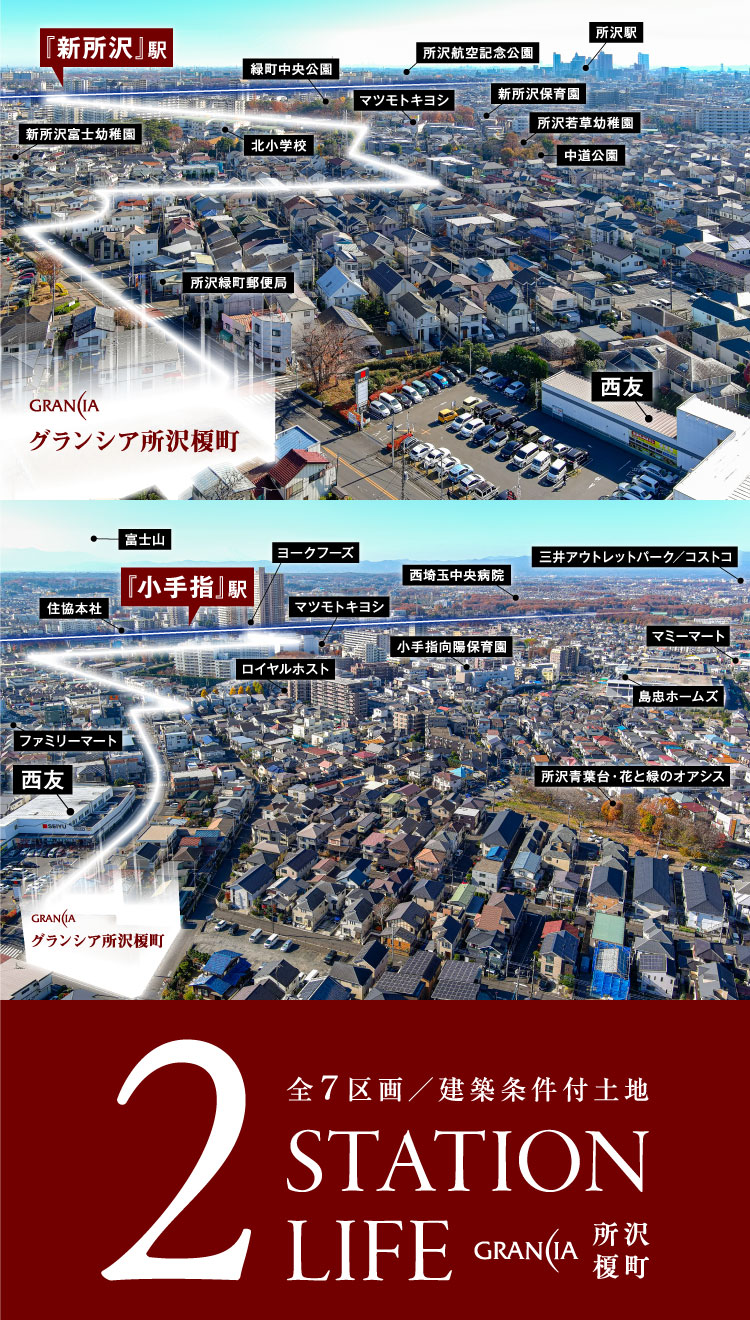 『新所沢』駅
所沢駅
所沢航空記念公園
緑町中央公園
マツモトキヨシ
新所沢保育園
所沢若草幼稚園
新所沢富士幼稚園
北小学校
中道公園
所沢緑町郵便局
西友
GRANCIA
グランシア所沢榎町
富士山
ヨークフーズ
三井アウトレットパーク／コストコ
西埼玉中央病院
『小手指』駅
住協本社
マツモトキヨシ
マミーマート
小手指向陽保育園
ロイヤルホスト
島忠ホームズ
ファミリーマート
西友
所沢青葉台・花と緑のオアシス
SEIYU
GRANCIA
グランシア所沢榎町
全7区画／建築条件付土地
2 STATION
LIFE GRANCIA 所沢
榎町